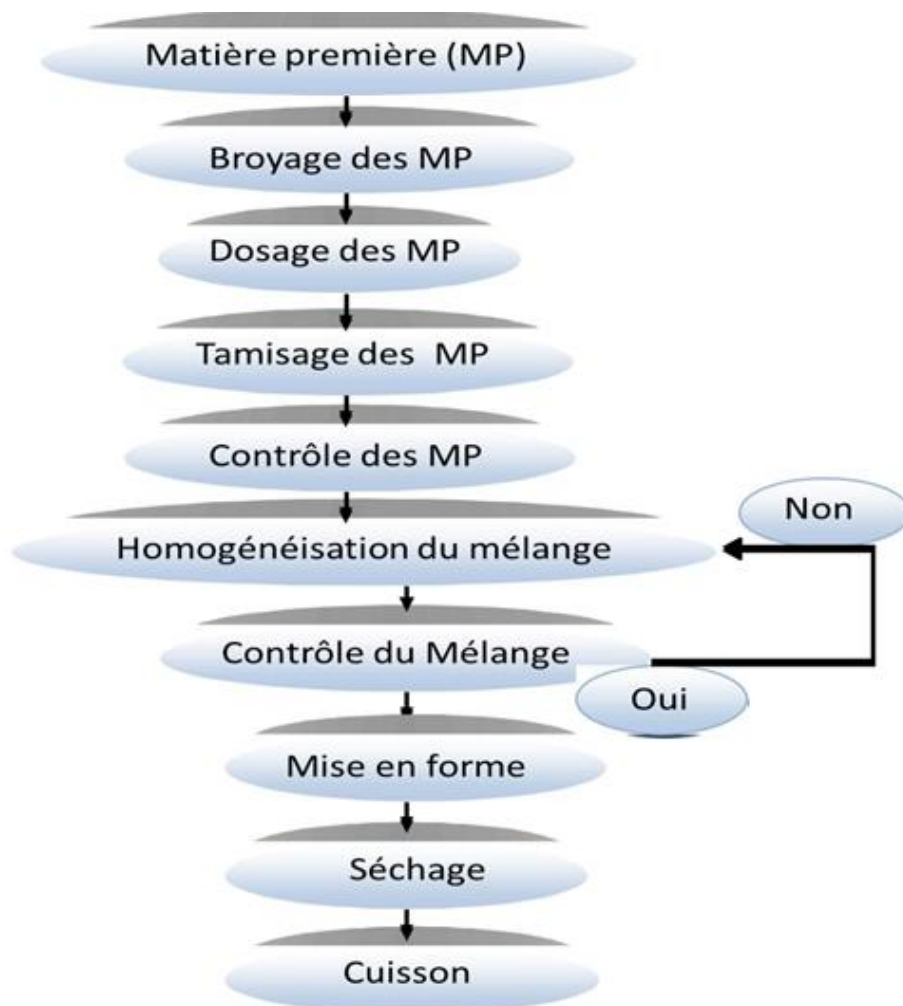 Matière première (MP)
Broyage des MP
Dosage des MP
Tamisage des MP
Contrôle des MP
Non
Homogénéisation du mélange
Contrôle du Mélange
Oui
Mise en forme
Séchage
Cuisson